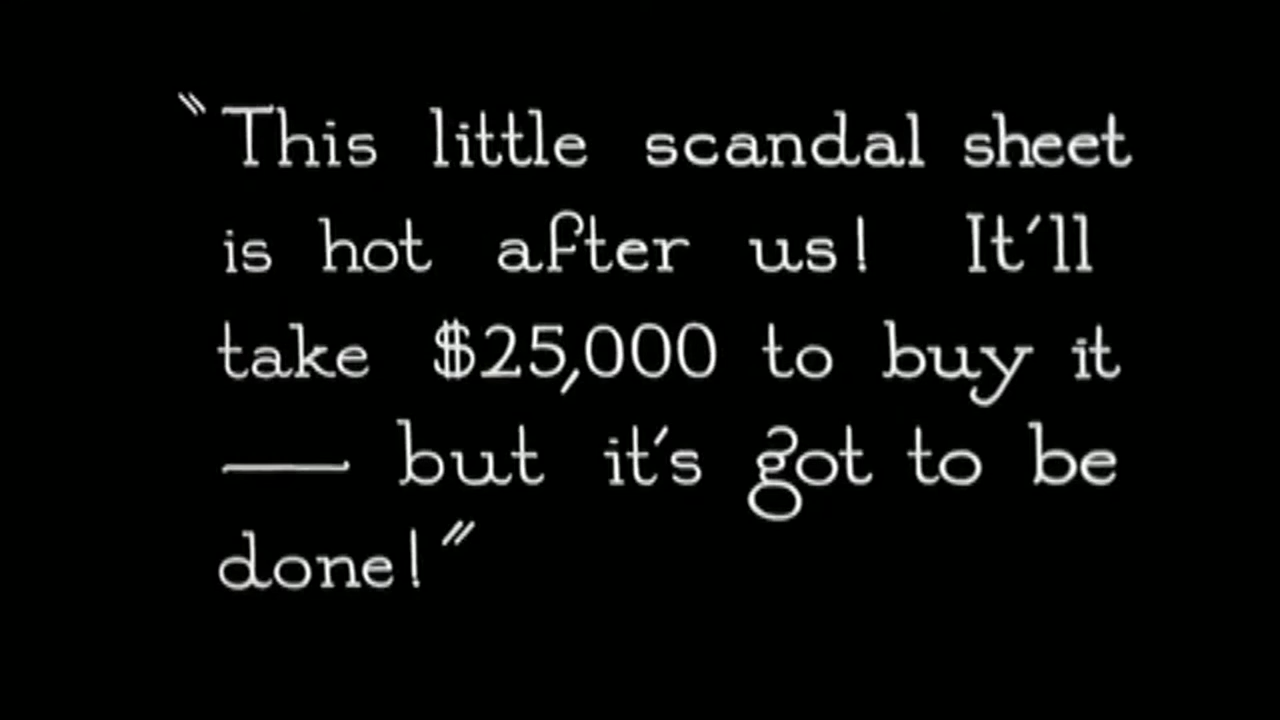 "This little scandal sheet
is hot after us! It'll
take $25,000 to buy it
— but it's got to be
done!"